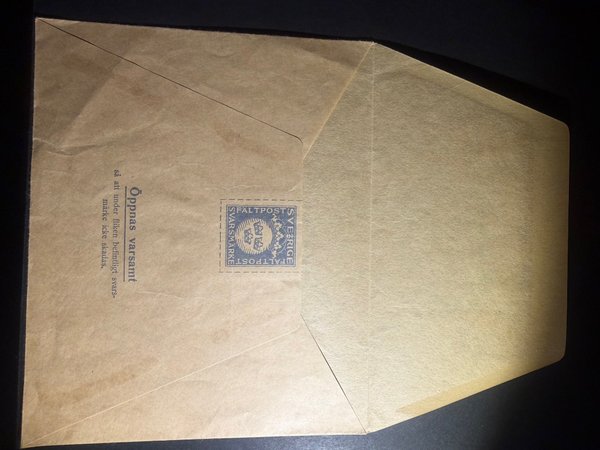 SVERIGE
FÄLTPOST
FÄLTPOST
SVARSMÄRKE
Öppnas varsamt
så att under fliken befintligt svars-
märke icke skadas.